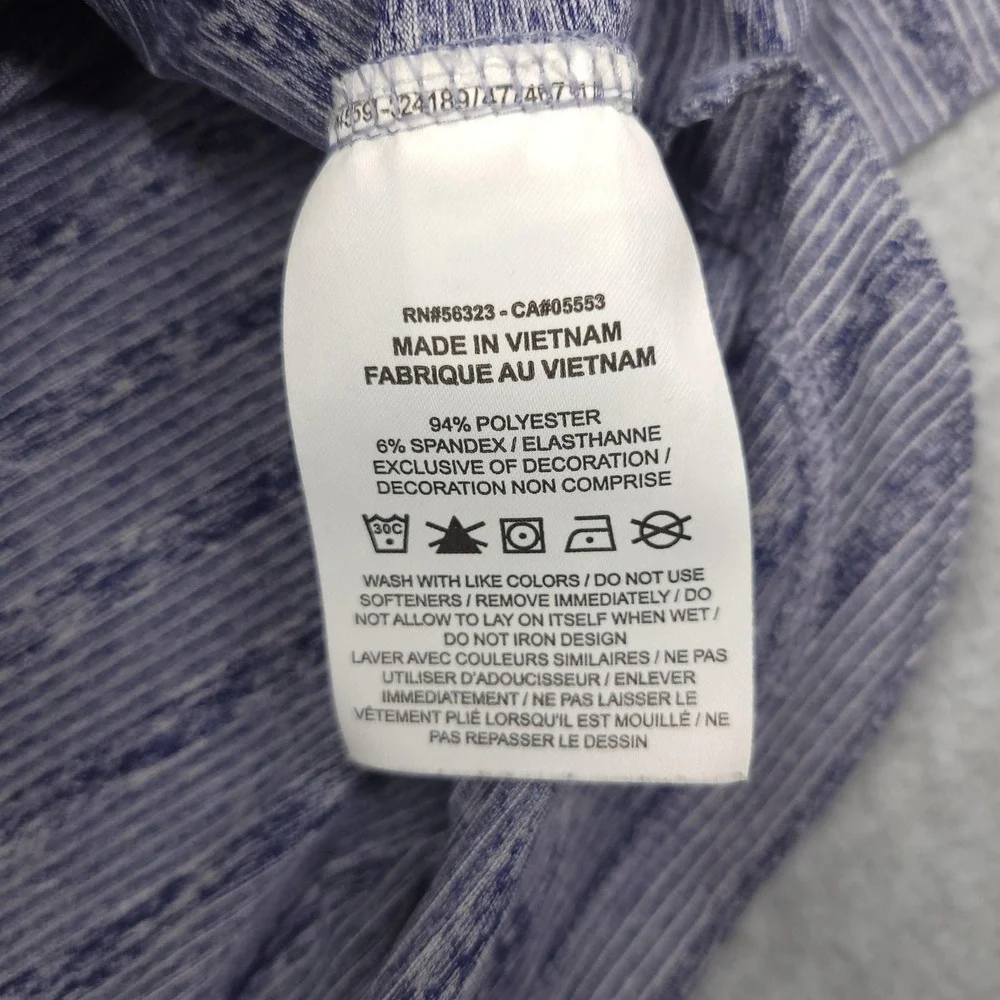 RN#56323 - CA#05553
MADE IN VIETNAM
FABRIQUE AU VIETNAM
94% POLYESTER
6% SPANDEX / ELASTHANNE
EXCLUSIVE OF DECORATION /
DECORATION NON COMPRISE
30C
WASH WITH LIKE COLORS / DO NOT USE
SOFTENERS / REMOVE IMMEDIATELY / DO
NOT ALLOW TO LAY ON ITSELF WHEN WET /
DO NOT IRON DESIGN
LAVER AVEC COULEURS SIMILAIRES / NE PAS
UTILISER D'ADOUCISSEUR / ENLEVER
IMMEDIATEMENT / NE PAS LAISSER LE
VÊTEMENT PLIÉ LORSQU'IL EST MOUILLÉ / NE
PAS REPASSER LE DESSIN